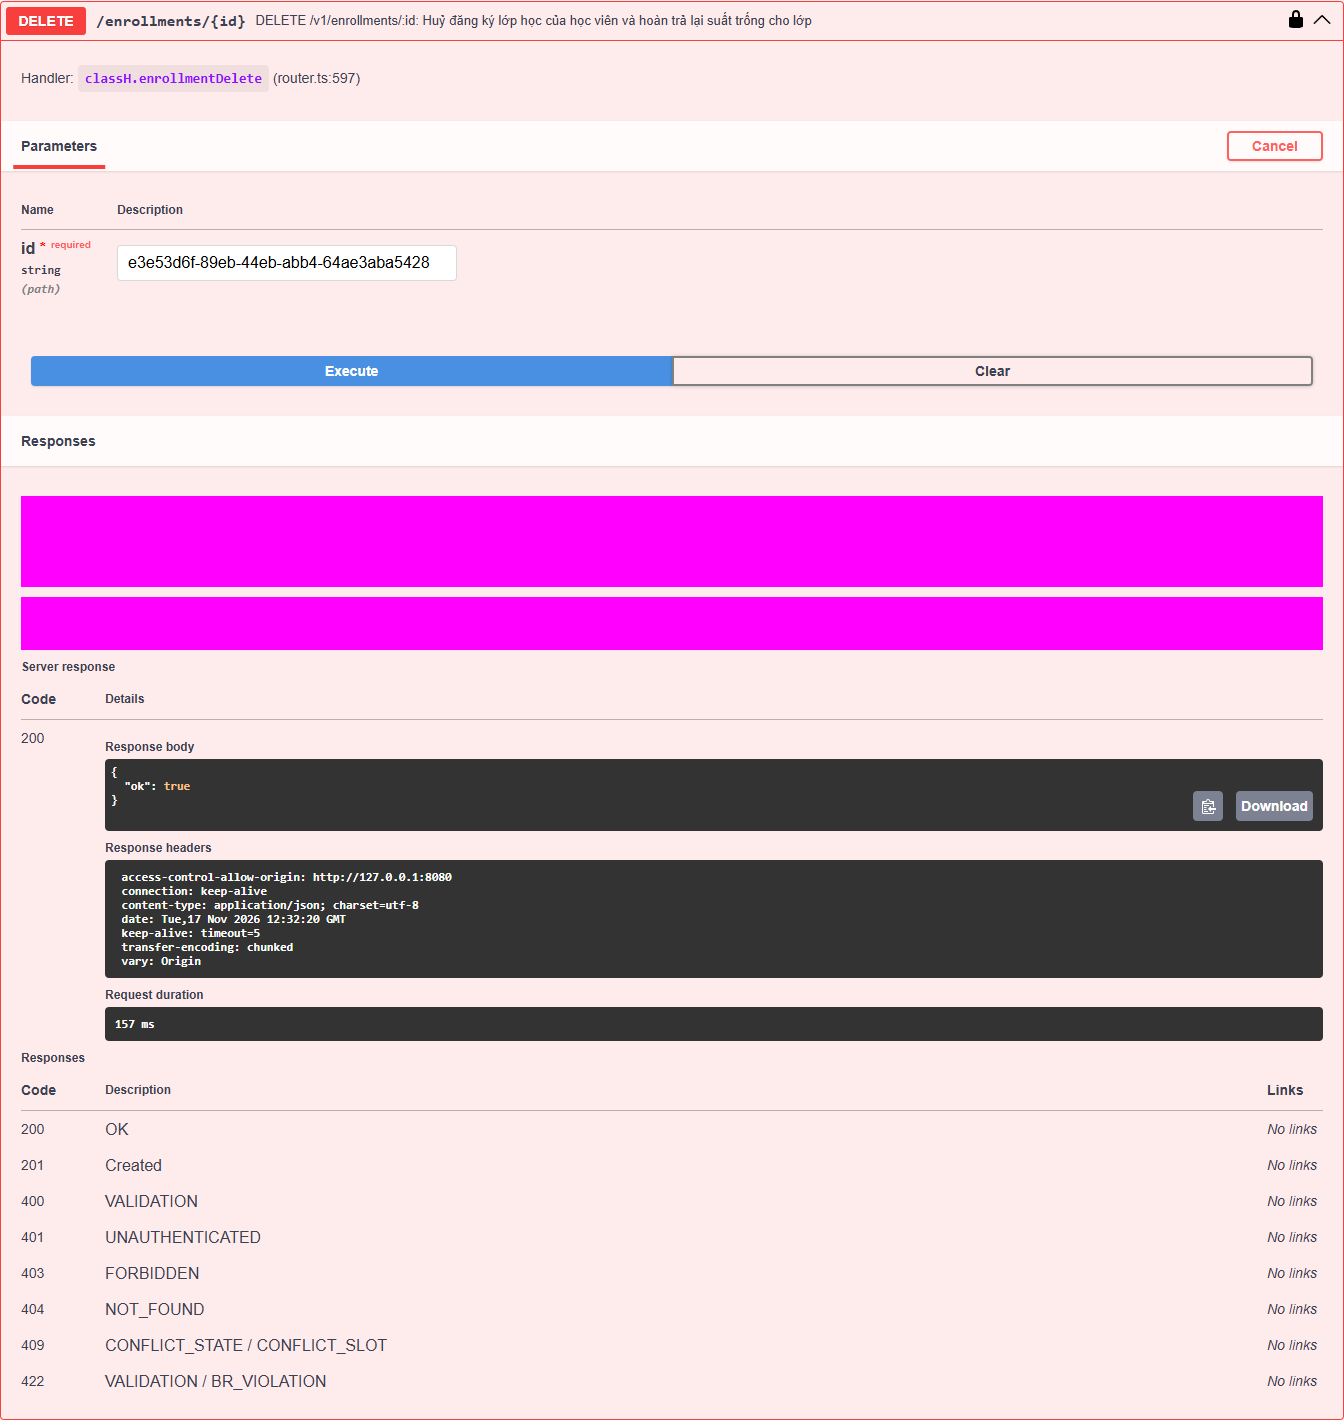 DELETE /enrollments/{id} DELETE /v1/enrollments/:id: Huỷ đăng ký lớp học của học viên và hoàn trả lại suất trống cho lớp
Handler: classH.enrollmentDelete (router.ts:597)
Parameters
Cancel
Name Description
id * required
string
(path)
e3e53d6f-89eb-44eb-abb4-64ae3aba5428
Execute Clear
Responses
Server response
Code Details
200
Response body
{
"ok": true
}
Download
Response headers
access-control-allow-origin: http://127.0.0.1:8080
connection: keep-alive
content-type: application/json; charset=utf-8
date: Tue,17 Nov 2026 12:32:20 GMT
keep-alive: timeout=5
transfer-encoding: chunked
vary: Origin
Request duration
157 ms
Responses
Code Description Links
200 OK No links
201 Created No links
400 VALIDATION No links
401 UNAUTHENTICATED No links
403 FORBIDDEN No links
404 NOT_FOUND No links
409 CONFLICT_STATE / CONFLICT_SLOT No links
422 VALIDATION / BR_VIOLATION No links